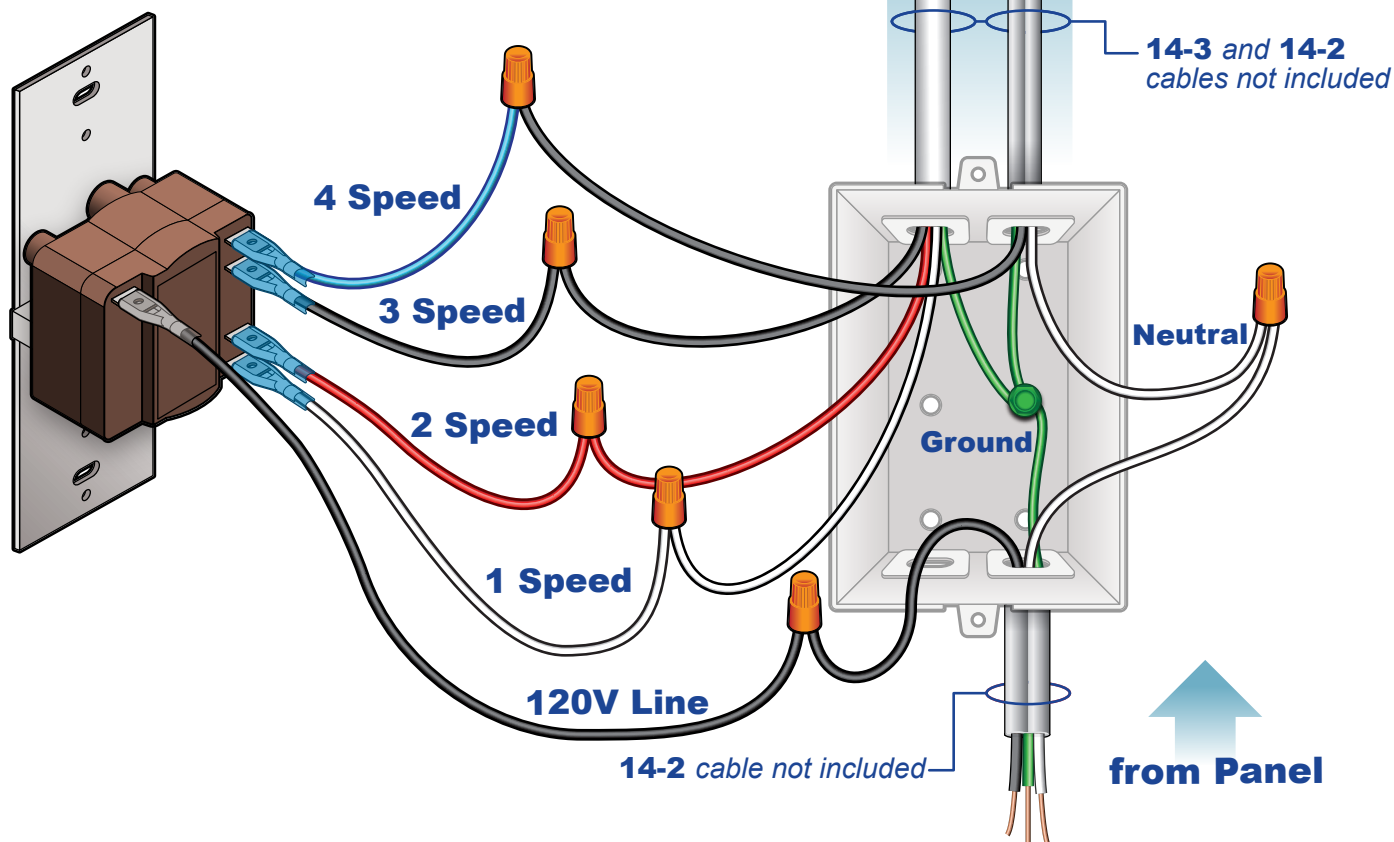 14-3 and 14-2
cables not included
4 Speed
3 Speed
Neutral
2 Speed
Ground
1 Speed
120V Line
14-2 cable not included
from Panel